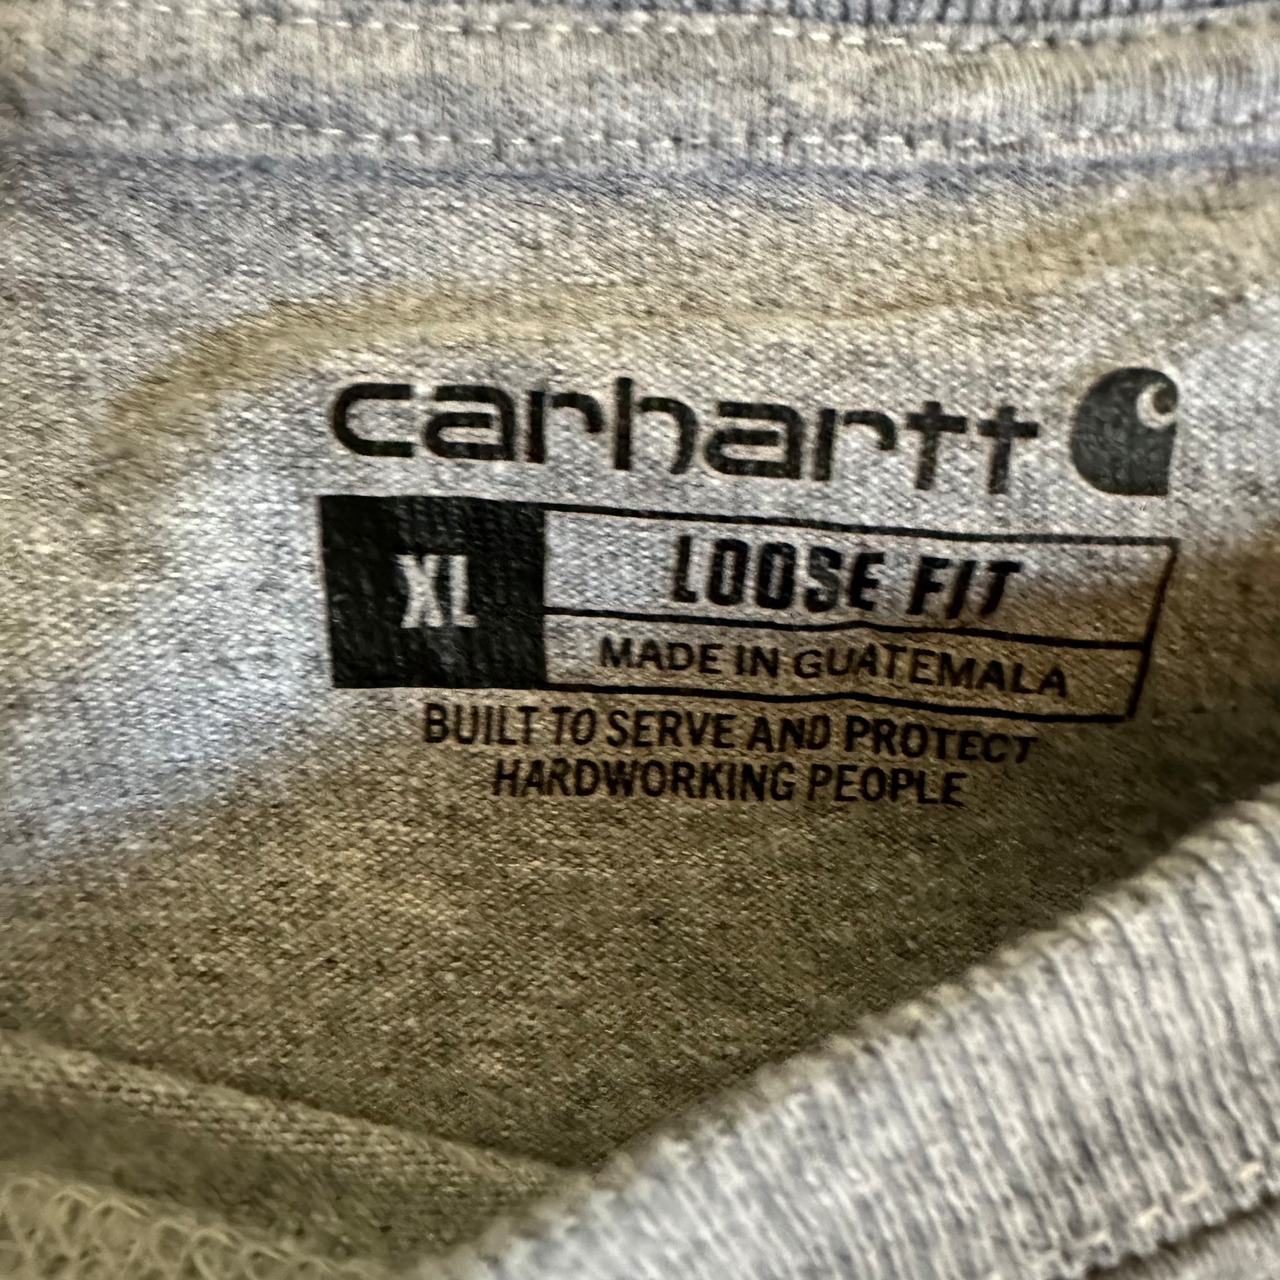 carhartt
XL
LOOSE FIT
MADE IN GUATEMALA
BUILT TO SERVE AND PROTECT
HARDWORKING PEOPLE